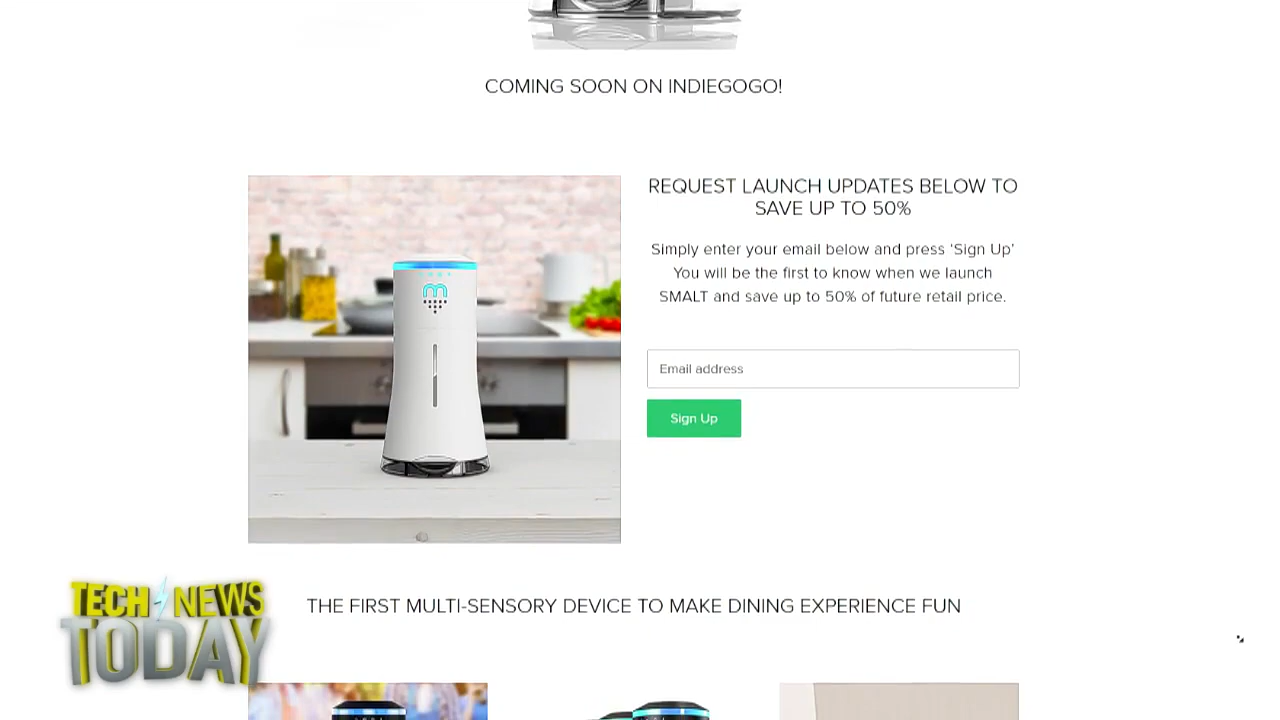 COMING SOON ON INDIEGOGO!
REQUEST LAUNCH UPDATES BELOW TO
SAVE UP TO 50%
Simply enter your email below and press ‘Sign Up’
You will be the first to know when we launch
SMALT and save up to 50% of future retail price.
Email address
Sign Up
m
THE FIRST MULTI-SENSORY DEVICE TO MAKE DINING EXPERIENCE FUN
TECH NEWS
TODAY